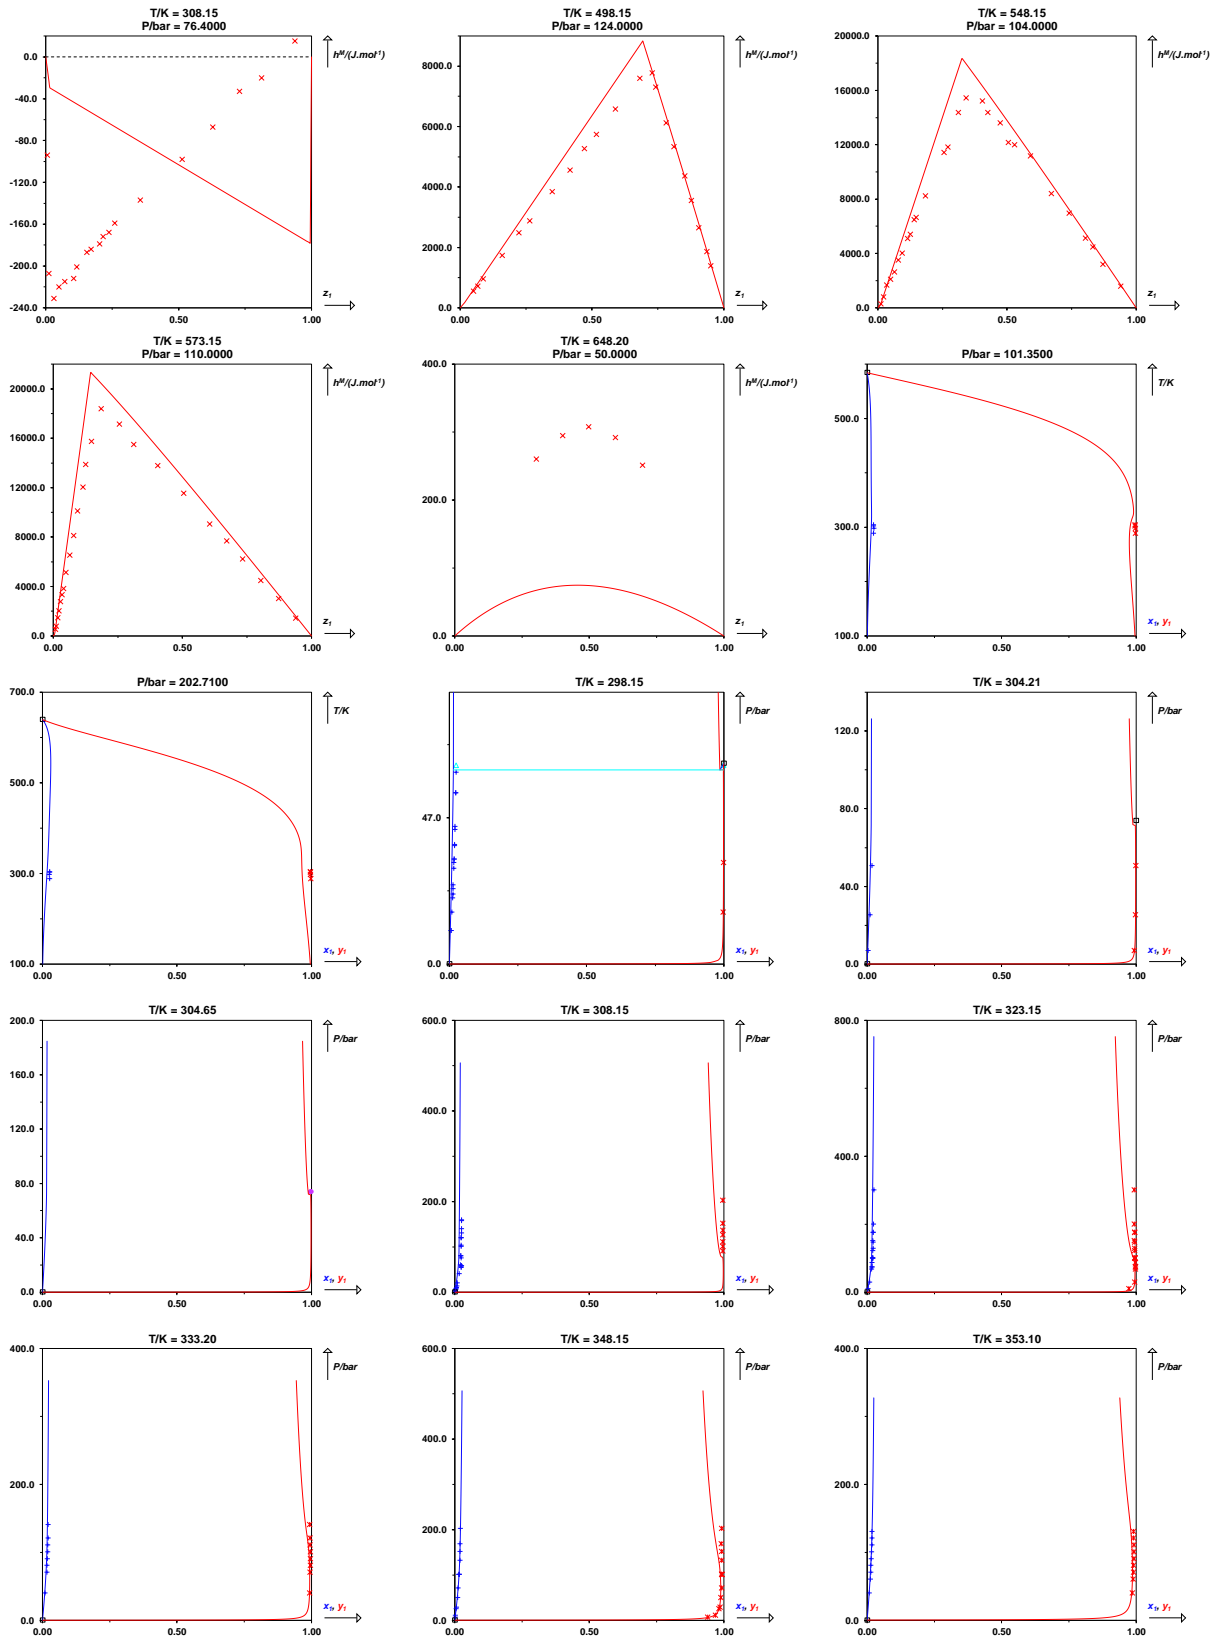 T/K = 308.15
P/bar = 76.4000
0.0
-40.0
-80.0
-120.0
-160.0
-200.0
-240.0
0.00
0.50
1.00
hᴹ/(J.mol⁻¹)
z₁
T/K = 498.15
P/bar = 124.0000
8000.0
6000.0
4000.0
2000.0
0.0
0.00
0.50
1.00
hᴹ/(J.mol⁻¹)
z₁
T/K = 548.15
P/bar = 104.0000
20000.0
16000.0
12000.0
8000.0
4000.0
0.0
0.00
0.50
1.00
hᴹ/(J.mol⁻¹)
z₁
T/K = 573.15
P/bar = 110.0000
20000.0
16000.0
12000.0
8000.0
4000.0
0.0
0.00
0.50
1.00
hᴹ/(J.mol⁻¹)
z₁
T/K = 648.20
P/bar = 50.0000
400.0
200.0
0.0
0.00
0.50
1.00
hᴹ/(J.mol⁻¹)
z₁
P/bar = 101.3500
500.0
300.0
100.0
0.00
0.50
1.00
T/K
x₁, y₁
P/bar = 202.7100
700.0
500.0
300.0
100.0
0.00
0.50
1.00
T/K
x₁, y₁
T/K = 298.15
47.0
0.0
0.00
0.50
1.00
P/bar
x₁, y₁
T/K = 304.21
120.0
80.0
40.0
0.0
0.00
0.50
1.00
P/bar
x₁, y₁
T/K = 304.65
200.0
160.0
120.0
80.0
40.0
0.0
0.00
0.50
1.00
P/bar
x₁, y₁
T/K = 308.15
600.0
400.0
200.0
0.0
0.00
0.50
1.00
P/bar
x₁, y₁
T/K = 323.15
800.0
400.0
0.0
0.00
0.50
1.00
P/bar
x₁, y₁
T/K = 333.20
400.0
200.0
0.0
0.00
0.50
1.00
P/bar
x₁, y₁
T/K = 348.15
600.0
400.0
200.0
0.0
0.00
0.50
1.00
P/bar
x₁, y₁
T/K = 353.10
400.0
200.0
0.0
0.00
0.50
1.00
P/bar
x₁, y₁